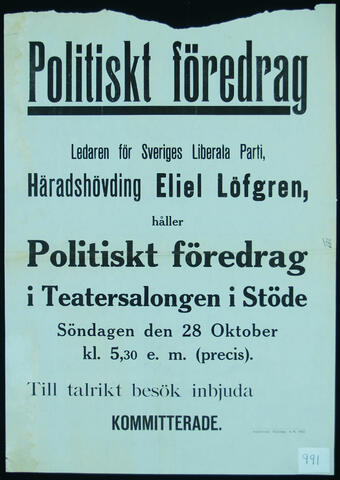 Politiskt föredrag
Ledaren för Sveriges Liberala Parti,
Häradshövding Eliel Löfgren,
håller
Politiskt föredrag
i Teatersalongen i Stöde
Söndagen den 28 Oktober
kl. 5,30 e. m. (precis).
Till talrikt besök inbjuda
KOMMITTERADE.
991